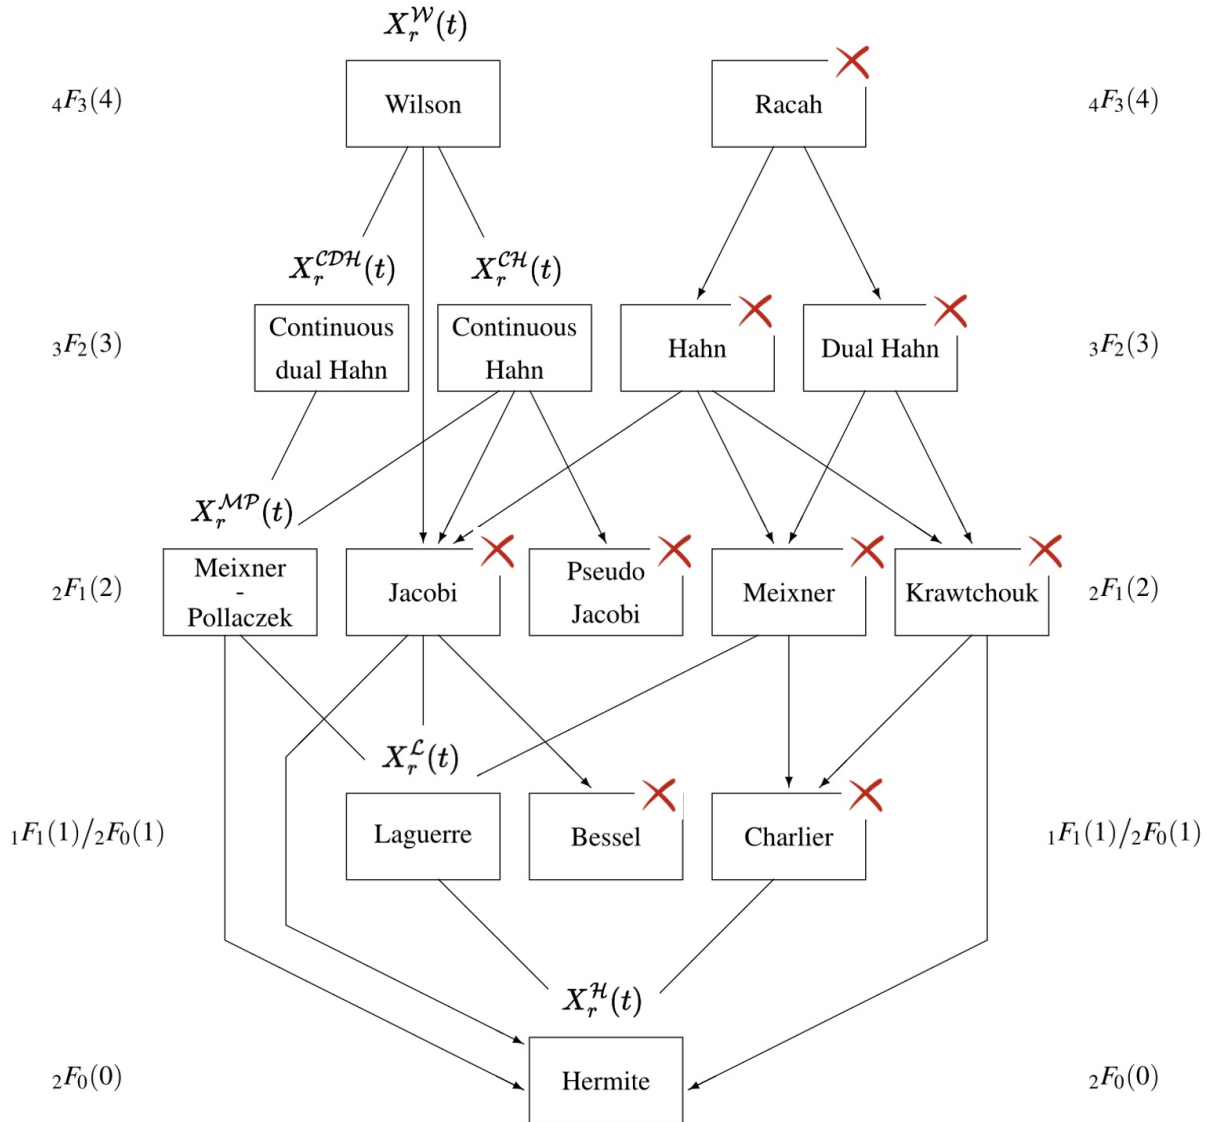 X_r^𝒲(t)
₄F₃(4) Wilson Racah ₄F₃(4)
X_r^𝒞𝒟ℋ(t) X_r^𝒞ℋ(t)
₃F₂(3) Continuous dual Hahn Continuous Hahn Hahn Dual Hahn ₃F₂(3)
X_r^ℳ𝒫(t)
₂F₁(2) Meixner - Pollaczek Jacobi Pseudo Jacobi Meixner Krawtchouk ₂F₁(2)
X_r^ℒ(t)
₁F₁(1)/₂F₀(1) Laguerre Bessel Charlier ₁F₁(1)/₂F₀(1)
X_r^ℋ(t)
₂F₀(0) Hermite ₂F₀(0)